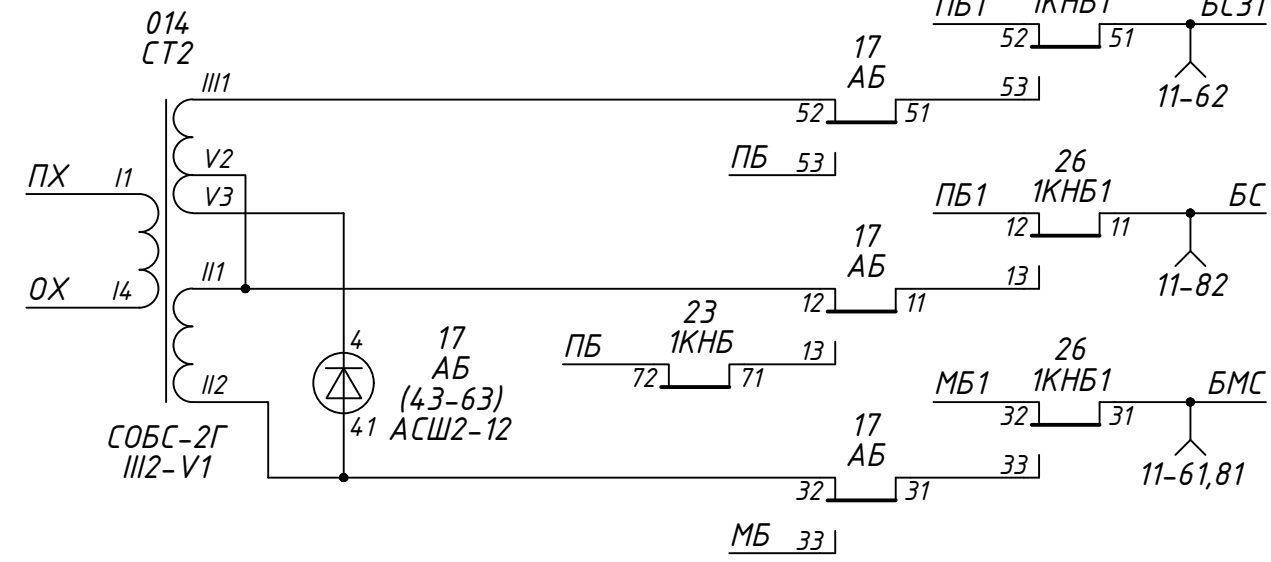 ПБ1
1КНБ1
БСЗ1
52
51
11-62
014
СТ2
17
АБ
III1
52
51
53
ПБ
53
V2
V3
ПХ
I1
ОХ
I4
26
1КНБ1
ПБ1
БС
12
11
11-82
17
АБ
II1
12
11
13
23
1КНБ
ПБ
72
71
13
4
17
АБ
(43-63)
АСШ2-12
41
II2
26
1КНБ1
МБ1
БМС
32
31
11-61,81
СОБС-2Г
III2-V1
17
АБ
32
31
33
МБ
33